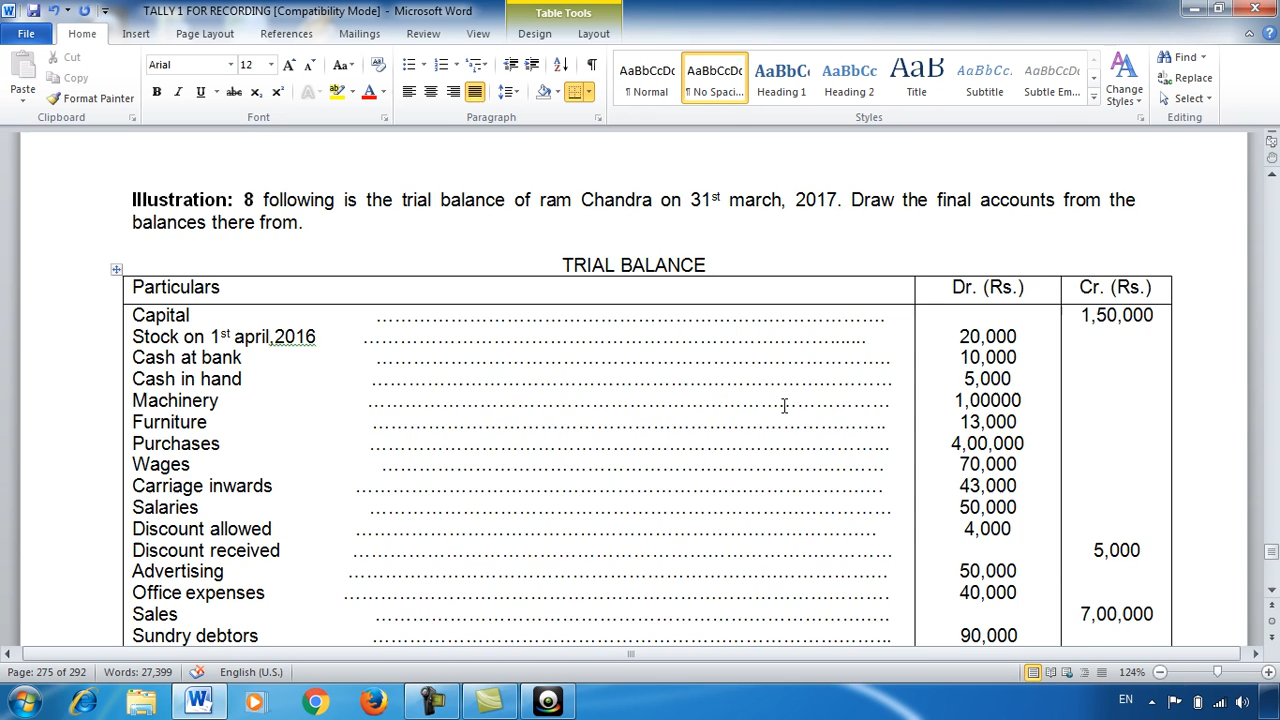 TALLY 1 FOR RECORDING [Compatibility Mode] - Microsoft Word
Table Tools
File Home Insert Page Layout References Mailings Review View Design Layout
Paste
Cut
Copy
Format Painter
Clipboard
Arial 12
Font
Paragraph
AaBbCcDc AaBbCcDc AaBbCc AaBbCc AaB AaBbCcL AaBbCcDc
¶ Normal ¶ No Spaci... Heading 1 Heading 2 Title Subtitle Subtle Em...
Change Styles
Styles
Find
Replace
Select
Editing
Illustration: 8 following is the trial balance of ram Chandra on 31st march, 2017. Draw the final accounts from the
balances there from.
TRIAL BALANCE
Particulars Dr. (Rs.) Cr. (Rs.)
Capital ………………………………………………………………………. 1,50,000
Stock on 1st april,2016 …………………………………………………………………....... 20,000
Cash at bank ………………………………………………………………………. 10,000
Cash in hand ………………………………………………………………………. 5,000
Machinery ………………………………………………………………………. 1,00000
Furniture ……………………………………………………………………….. 13,000
Purchases ………………………………………………………………………... 4,00,000
Wages ………………………………………………………………………. 70,000
Carriage inwards ………………………………………………………………………. 43,000
Salaries ………………………………………………………………………. 50,000
Discount allowed ………………………………………………………………………. 4,000
Discount received ………………………………………………………………………. 5,000
Advertising ………………………………………………………………………. 50,000
Office expenses ………………………………………………………………………. 40,000
Sales ……………………………………………………………………….. 7,00,000
Sundry debtors ……………………………………………………………………….. 90,000
Page: 275 of 292 Words: 27,399 English (U.S.) 124%
EN